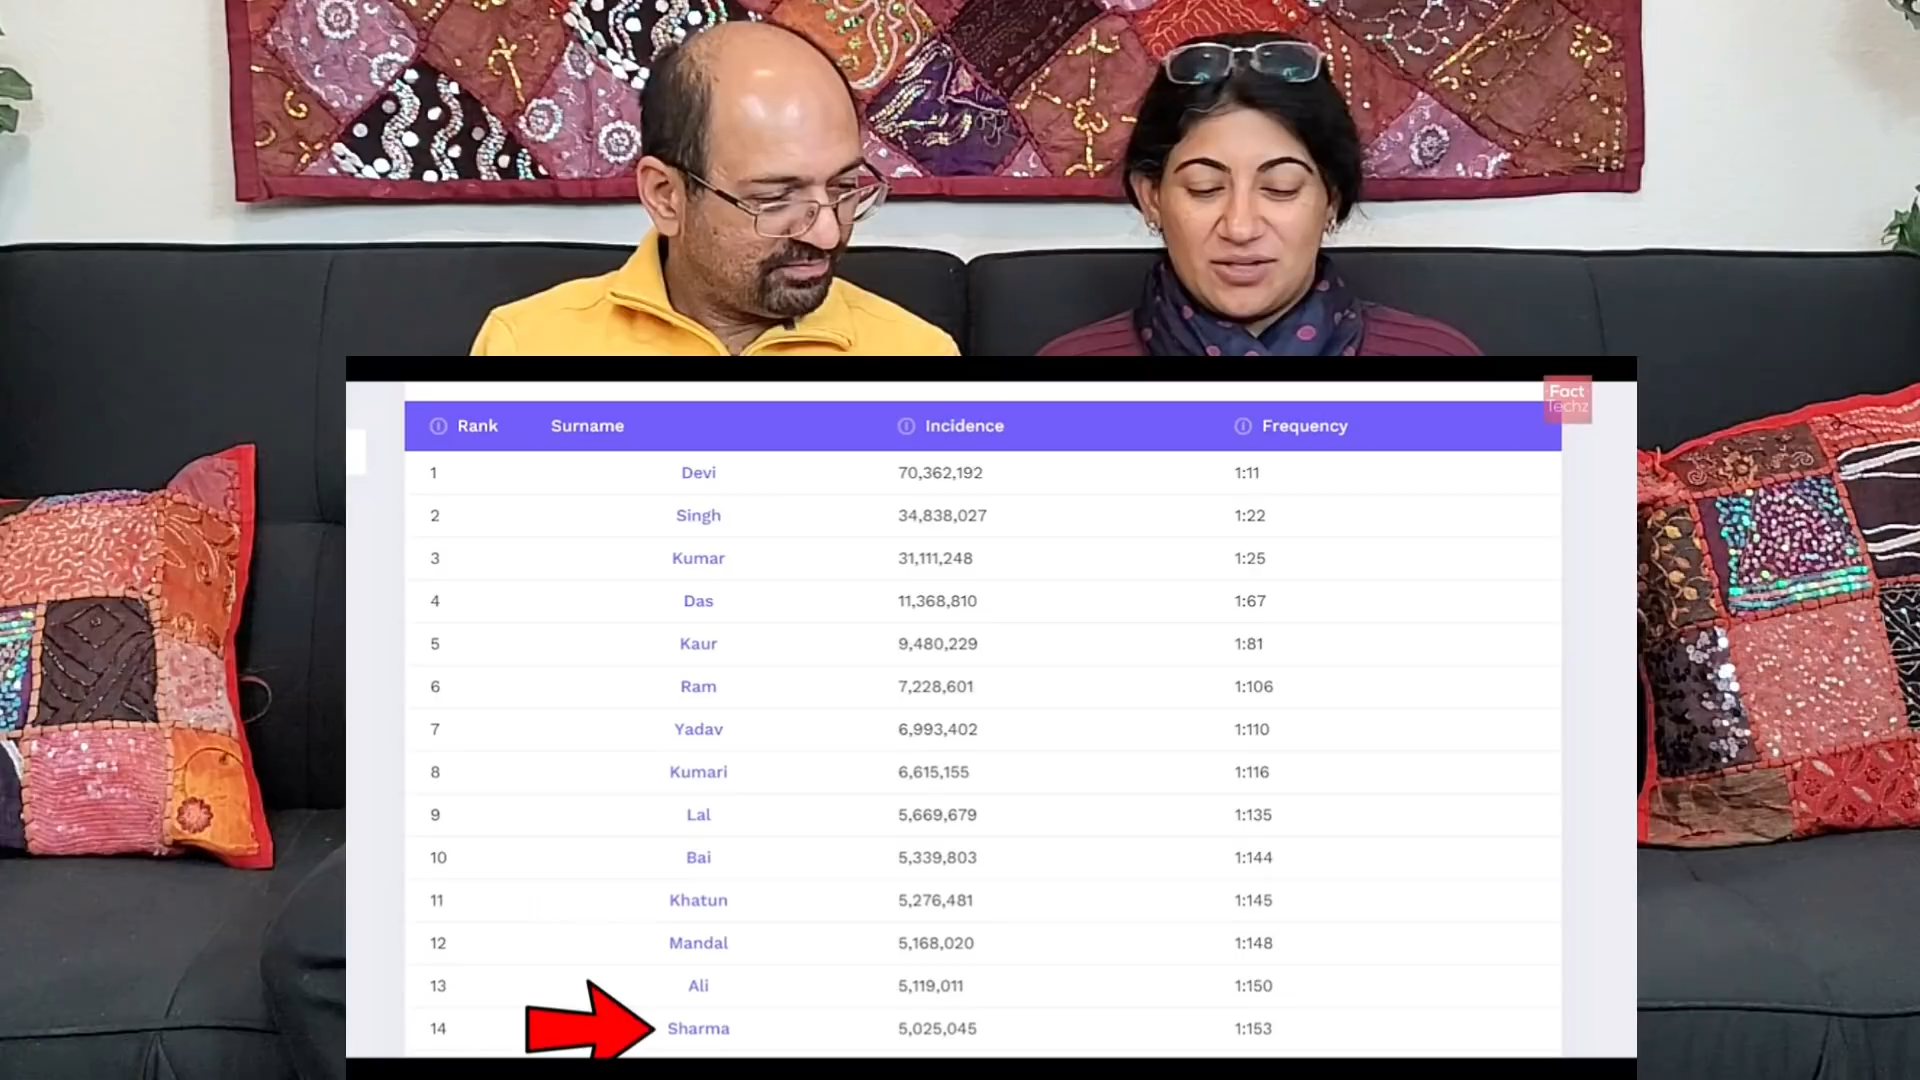 Fact
Techz
Rank Surname Incidence Frequency
1 Devi 70,362,192 1:11
2 Singh 34,838,027 1:22
3 Kumar 31,111,248 1:25
4 Das 11,368,810 1:67
5 Kaur 9,480,229 1:81
6 Ram 7,228,601 1:106
7 Yadav 6,993,402 1:110
8 Kumari 6,615,155 1:116
9 Lal 5,669,679 1:135
10 Bai 5,339,803 1:144
11 Khatun 5,276,481 1:145
12 Mandal 5,168,020 1:148
13 Ali 5,119,011 1:150
14 Sharma 5,025,045 1:153